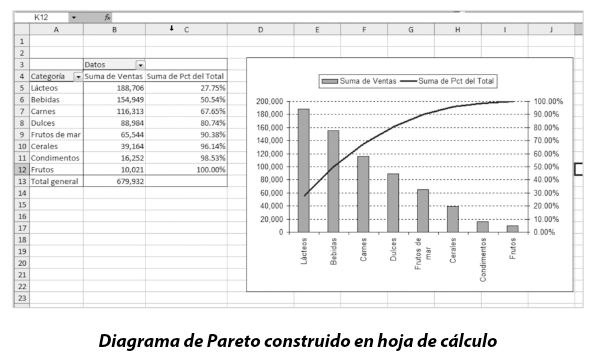 K12 fx
A B C D E F G H I J
1
2
3 Datos
4 Categoría Suma de Ventas Suma de Pct del Total
5 Lácteos 188,706 27.75%
6 Bebidas 154,949 50.54%
7 Carnes 116,313 67.65%
8 Dulces 88,984 80.74%
9 Frutos de mar 65,544 90.38%
10 Cerales 39,164 96.14%
11 Condimentos 16,252 98.53%
12 Frutos 10,021 100.00%
13 Total general 679,932
14
15
16
17
18
19
20
21
22
23
Suma de Ventas Suma de Pct del Total
200,000 100.00%
180,000 90.00%
160,000 80.00%
140,000 70.00%
120,000 60.00%
100,000 50.00%
80,000 40.00%
60,000 30.00%
40,000 20.00%
20,000 10.00%
0 0.00%
Lácteos
Bebidas
Carnes
Dulces
Frutos de
mar
Cerales
Condimentos
Frutos
Diagrama de Pareto construido en hoja de cálculo